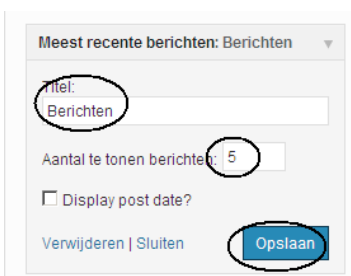 Meest recente berichten: Berichten
Titel:
Berichten
Aantal te tonen berichten: 5
Display post date?
Verwijderen | Sluiten
Opslaan